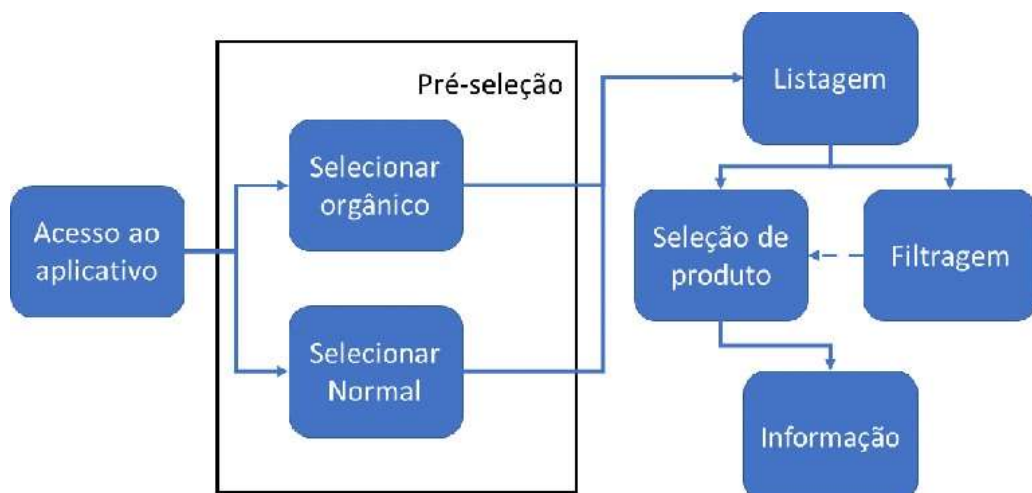 Pré-seleção
Listagem
Selecionar
orgânico
Acesso ao
aplicativo
Seleção de
produto
Filtragem
Selecionar
Normal
Informação